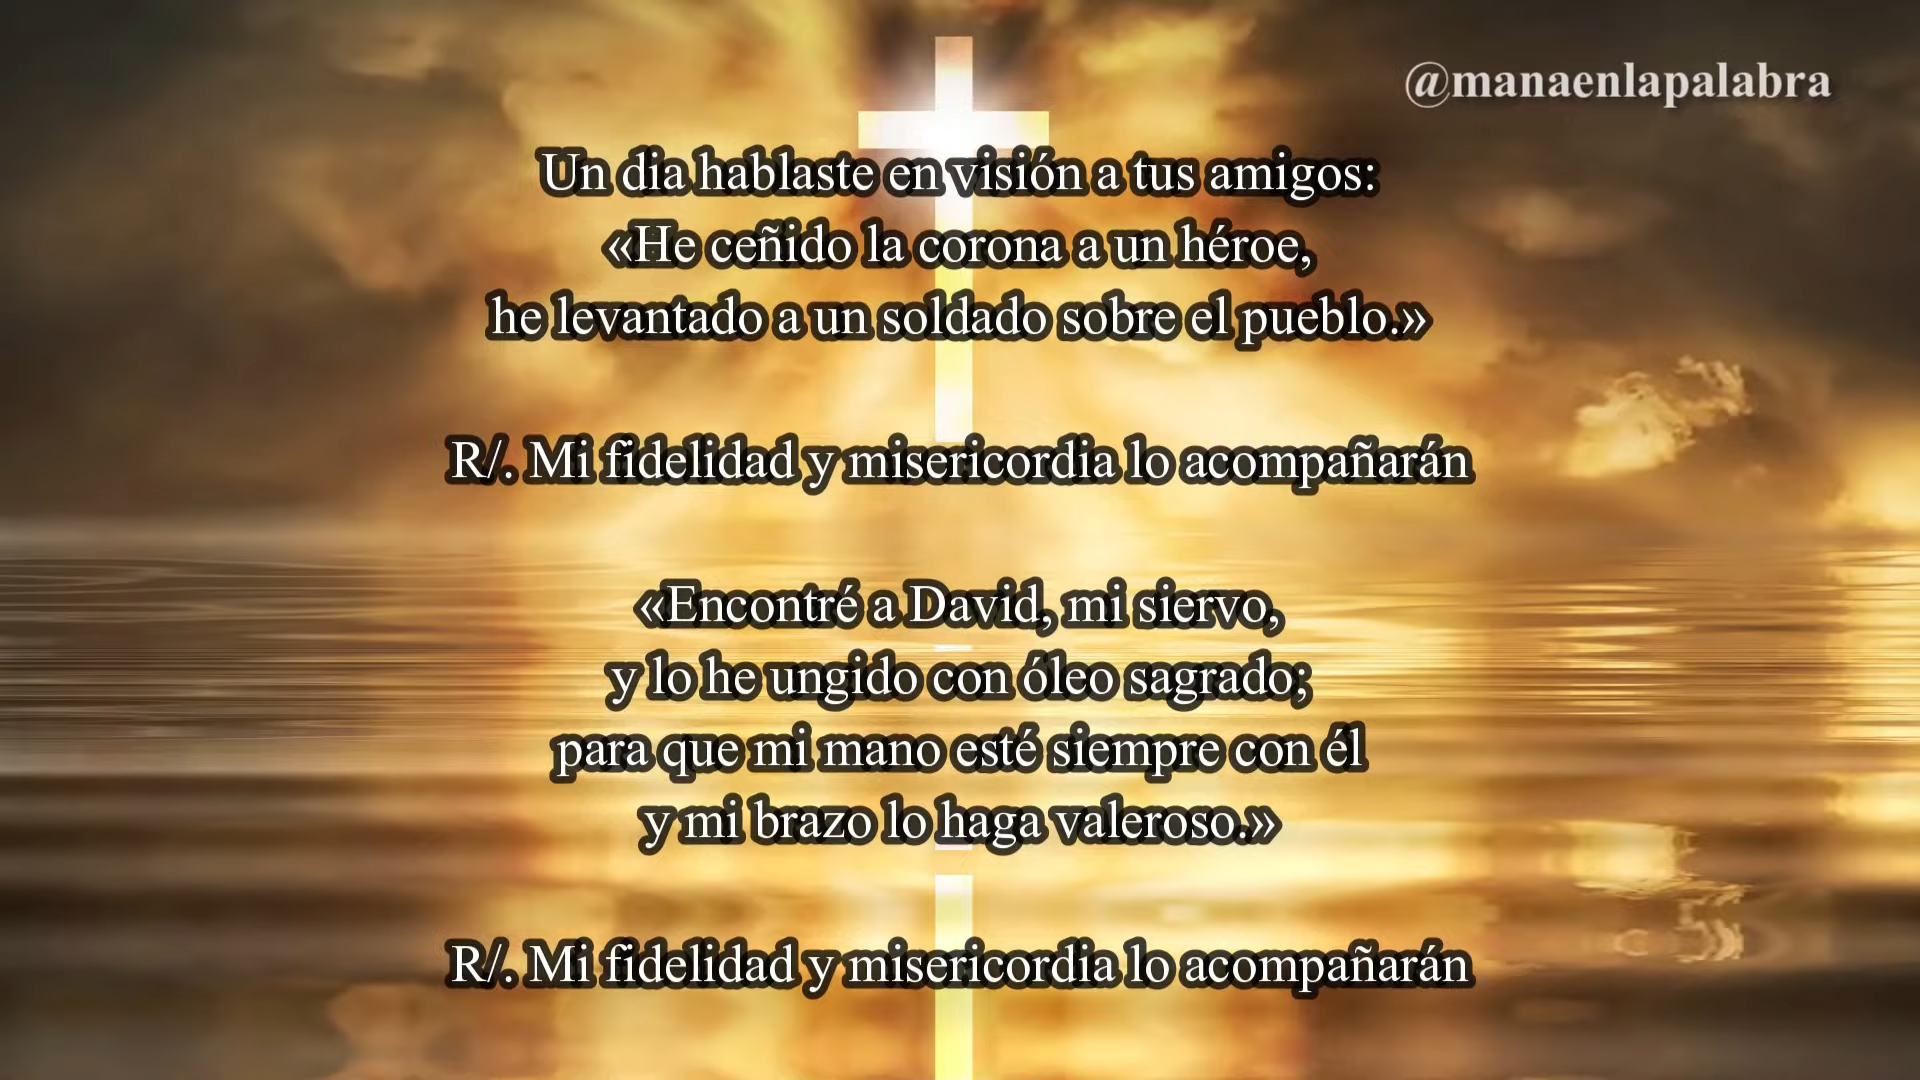 @manaenlapalabra
Un dia hablaste en visión a tus amigos:
«He ceñido la corona a un héroe,
he levantado a un soldado sobre el pueblo.»
R/. Mi fidelidad y misericordia lo acompañarán
«Encontré a David, mi siervo,
y lo he ungido con óleo sagrado;
para que mi mano esté siempre con él
y mi brazo lo haga valeroso.»
R/. Mi fidelidad y misericordia lo acompañarán